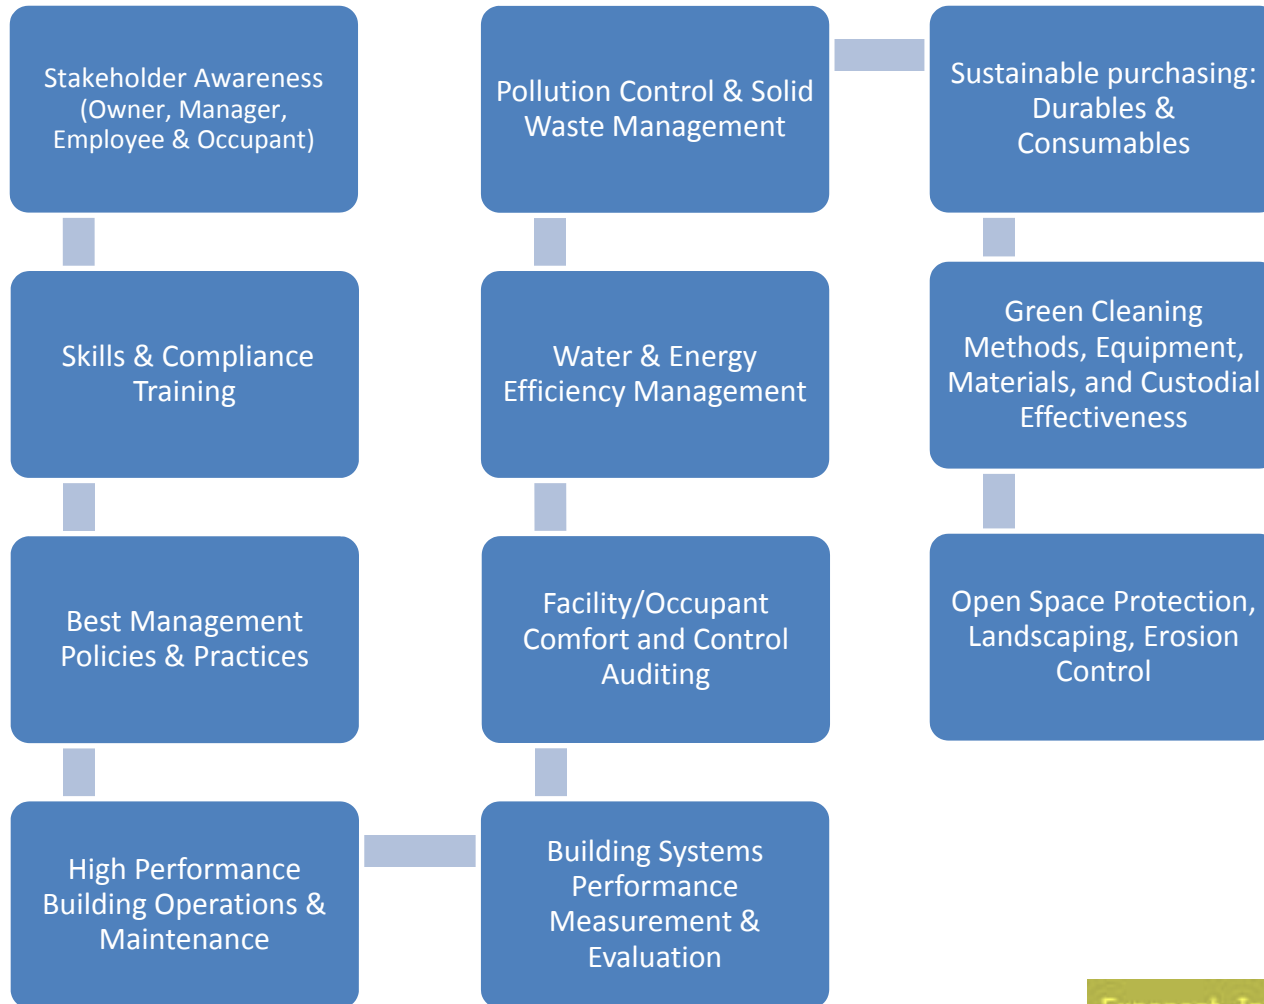 Stakeholder Awareness
(Owner, Manager,
Employee & Occupant)
Skills & Compliance
Training
Best Management
Policies & Practices
High Performance
Building Operations &
Maintenance
Building Systems
Performance
Measurement &
Evaluation
Facility/Occupant
Comfort and Control
Auditing
Water & Energy
Efficiency Management
Pollution Control & Solid
Waste Management
Sustainable purchasing:
Durables &
Consumables
Green Cleaning
Methods, Equipment,
Materials, and Custodial
Effectiveness
Open Space Protection,
Landscaping, Erosion
Control